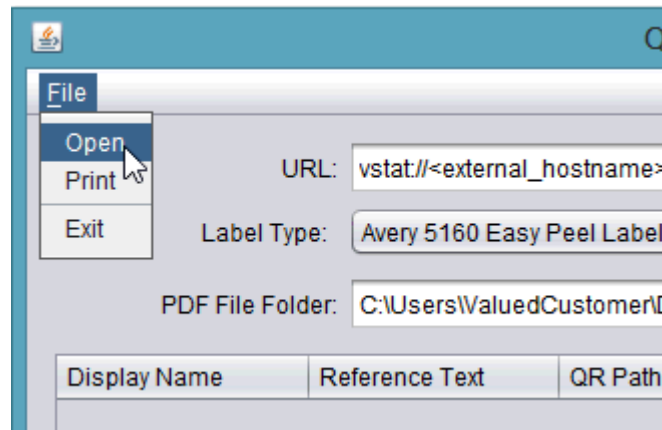 Q
File
Open
Print
Exit
URL: vstat://<external_hostname>
Label Type: Avery 5160 Easy Peel Label
PDF File Folder: C:\Users\ValuedCustomer\D
Display Name Reference Text QR Path